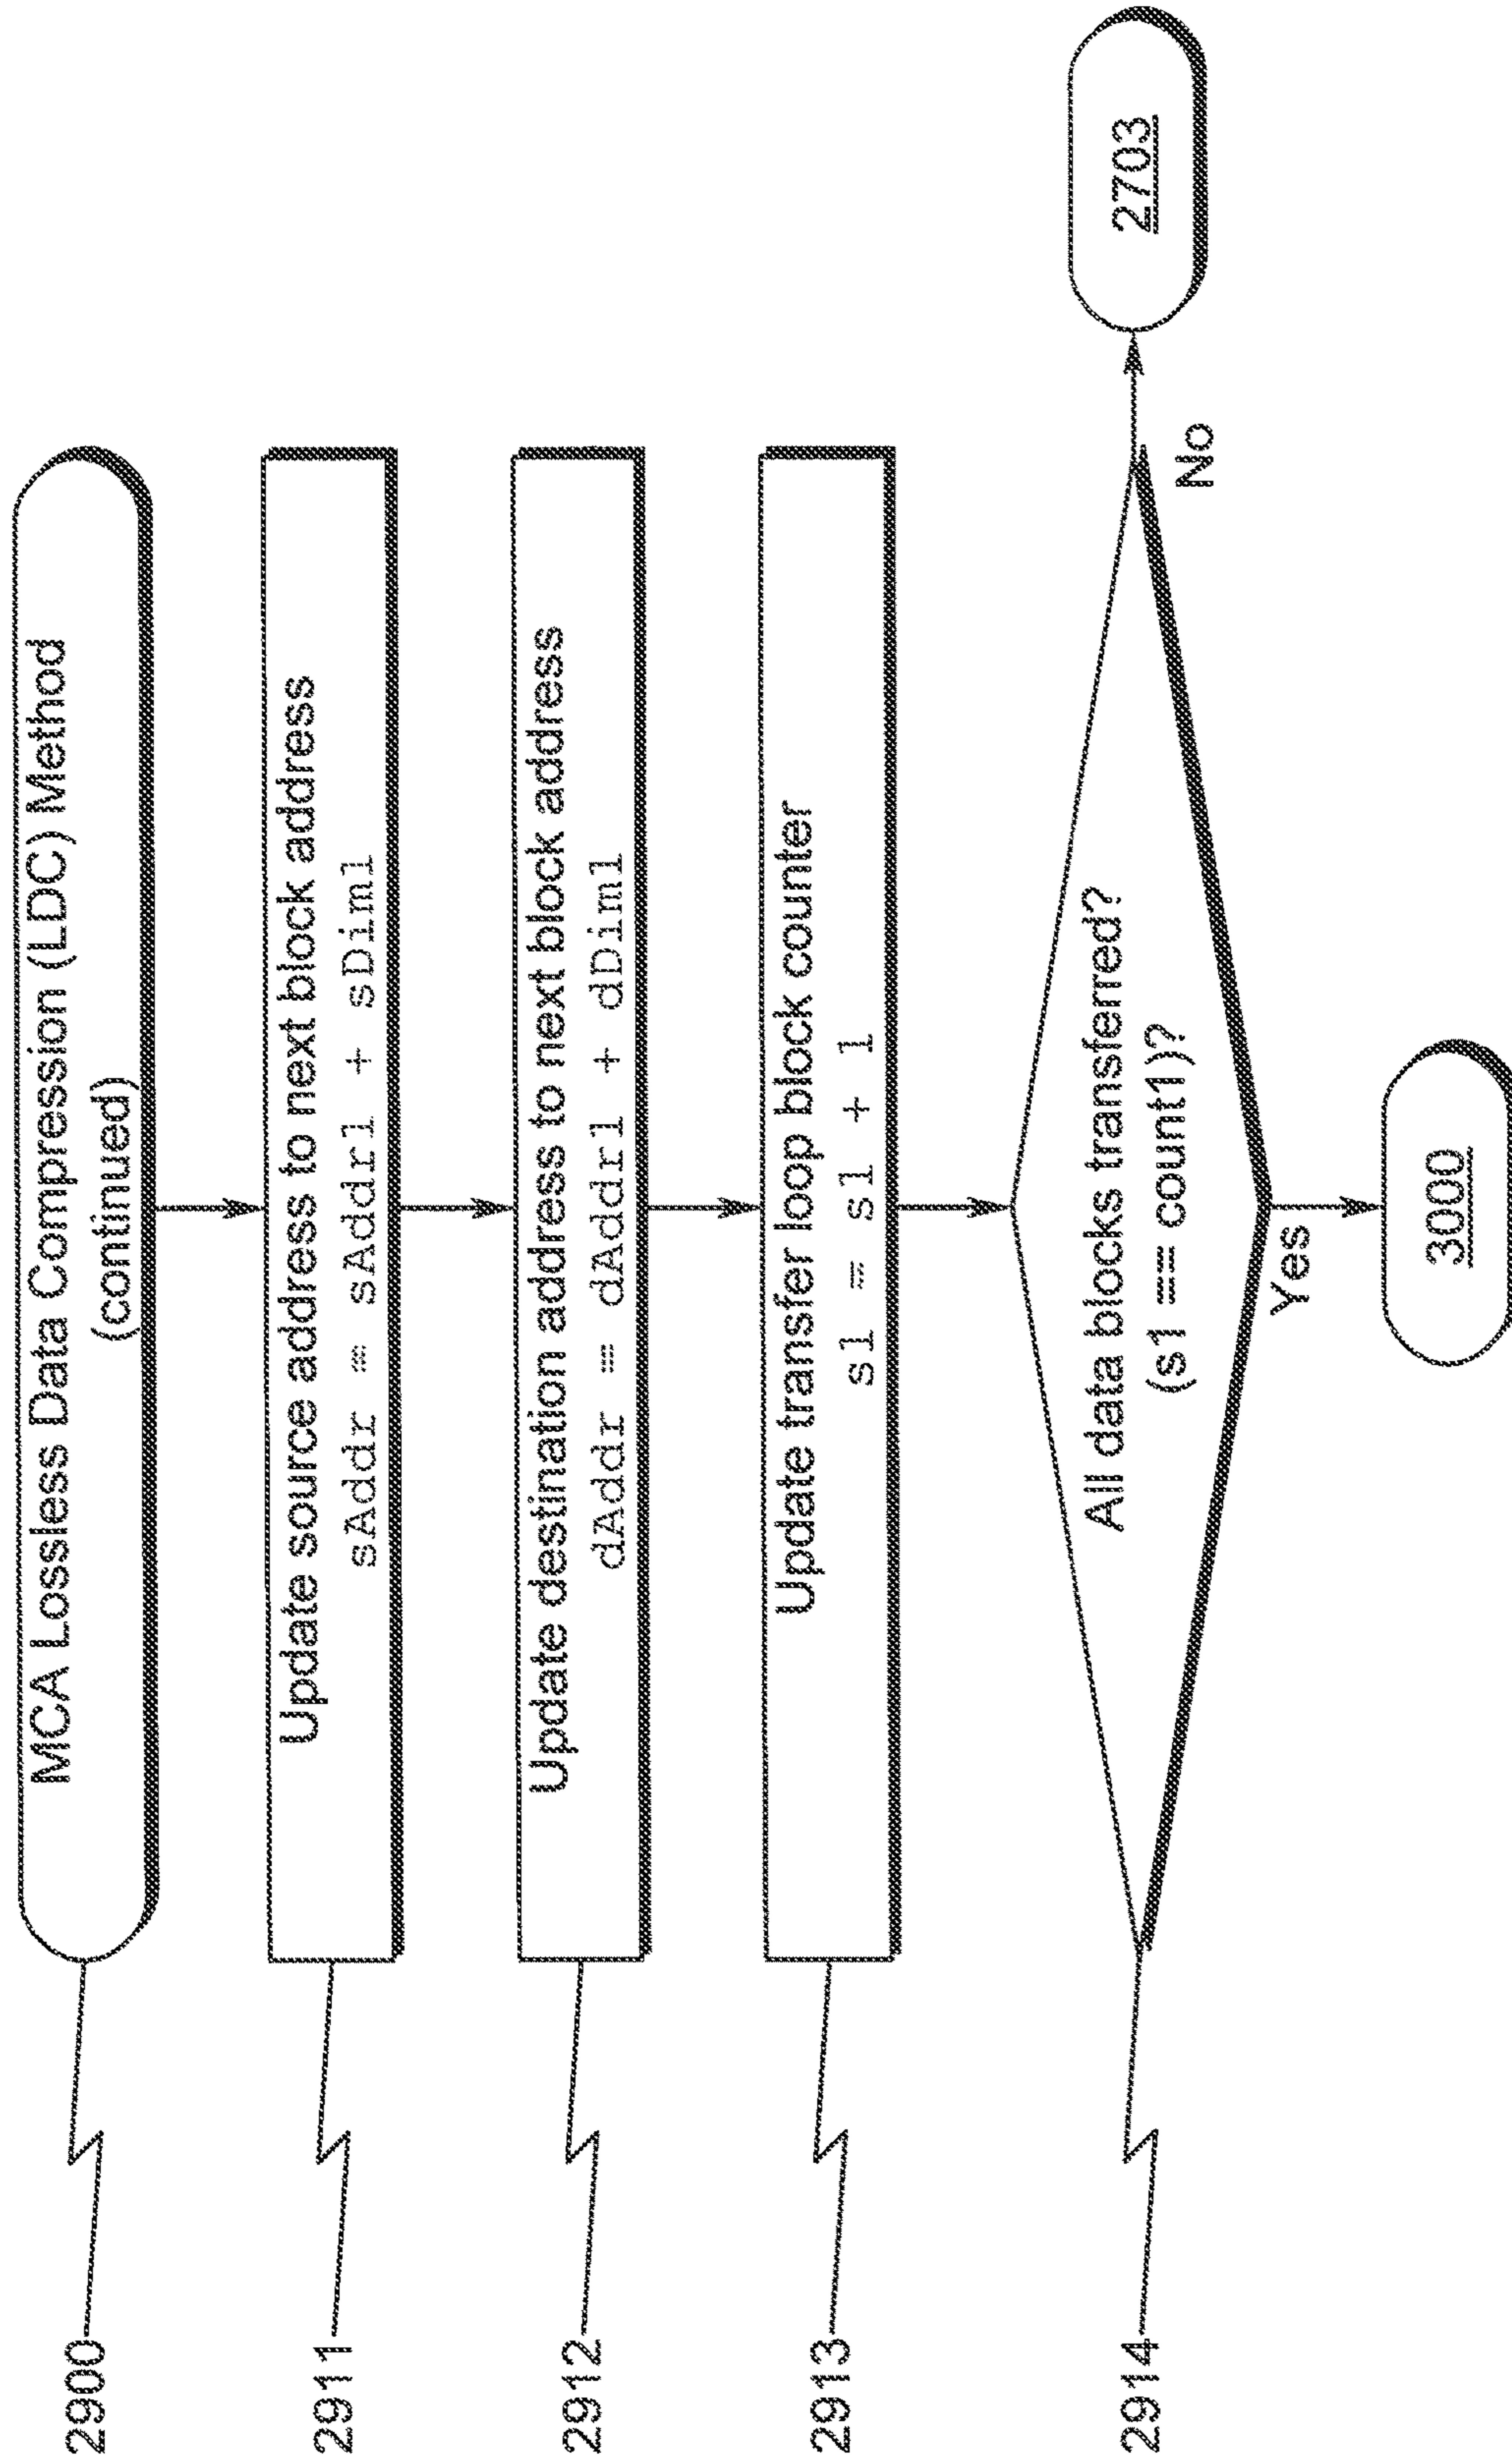 2900
MCA Lossless Data Compression (LDC) Method
(continued)
2911
Update source address to next block address
sAddr = sAddr1 + sDim1
2912
Update destination address to next block address
dAddr = dAddr1 + dDim1
2913
Update transfer loop block counter
s1 = s1 + 1
2914
All data blocks transferred?
(s1 == count1)?
No
2703
Yes
3000